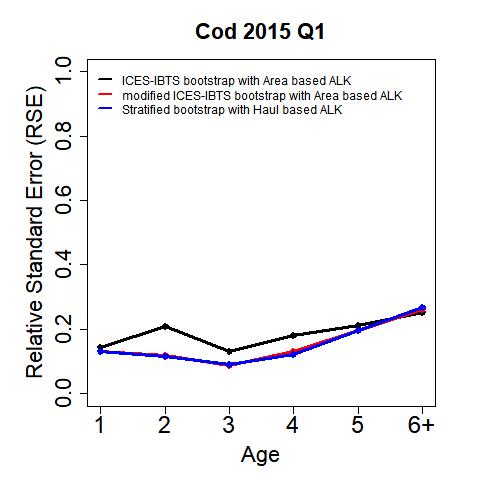 Cod 2015 Q1
ICES-IBTS bootstrap with Area based ALK
modified ICES-IBTS bootstrap with Area based ALK
Stratified bootstrap with Haul based ALK
Relative Standard Error (RSE)
1.0
0.8
0.6
0.4
0.2
0.0
1 2 3 4 5 6+
Age